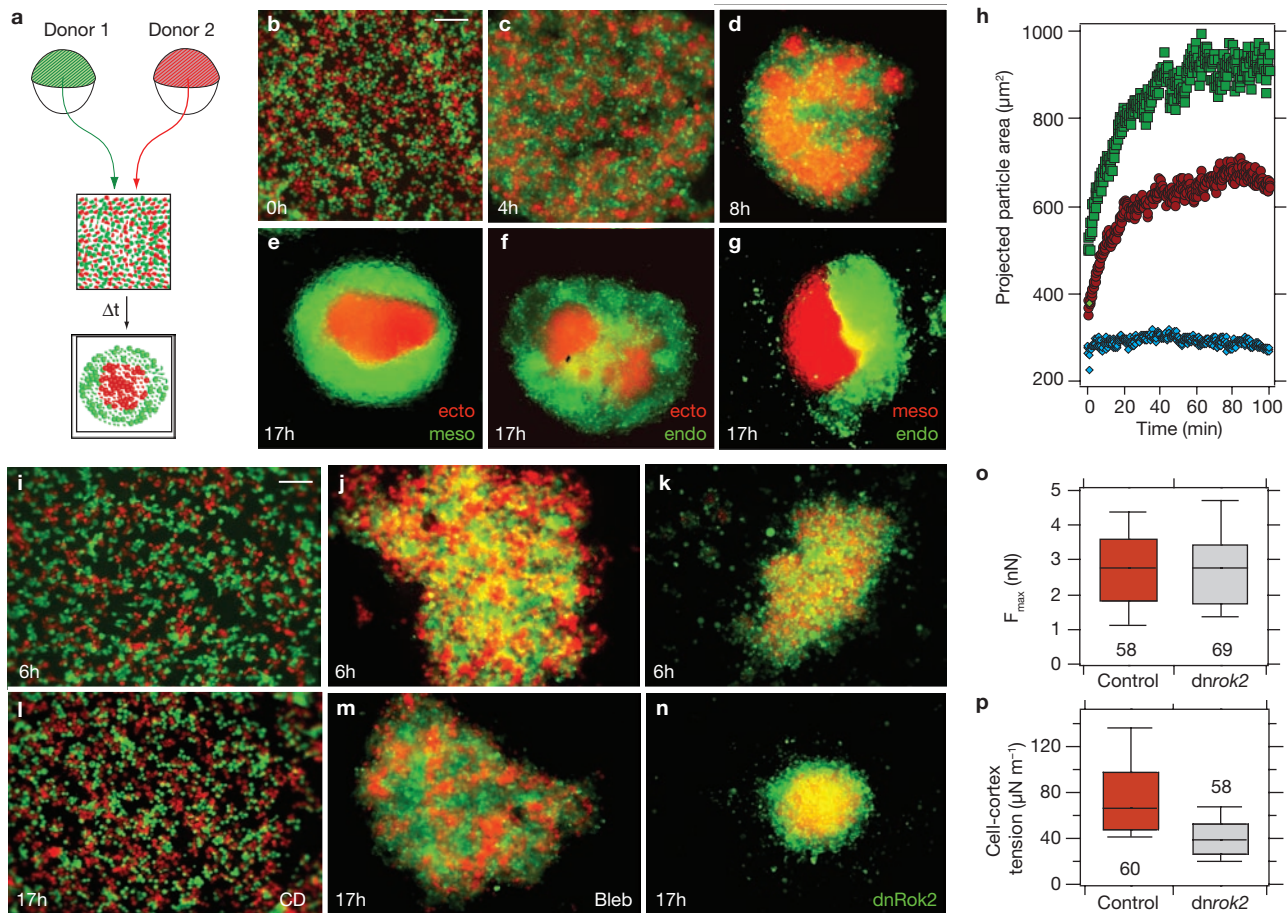 a
Donor 1
Donor 2
Δt
b
0h
c
4h
d
8h
e
ecto
meso
17h
f
ecto
endo
17h
g
meso
endo
17h
h
Projected particle area (μm²)
1000
800
600
400
200
0
20
40
60
80
100
Time (min)
i
6h
j
6h
k
6h
l
17h
CD
m
17h
Bleb
n
17h
dnRok2
o
Fmax (nN)
5
4
3
2
1
0
58
69
Control
dnrok2
p
Cell-cortex
tension (μN m⁻¹)
120
80
40
0
60
58
Control
dnrok2